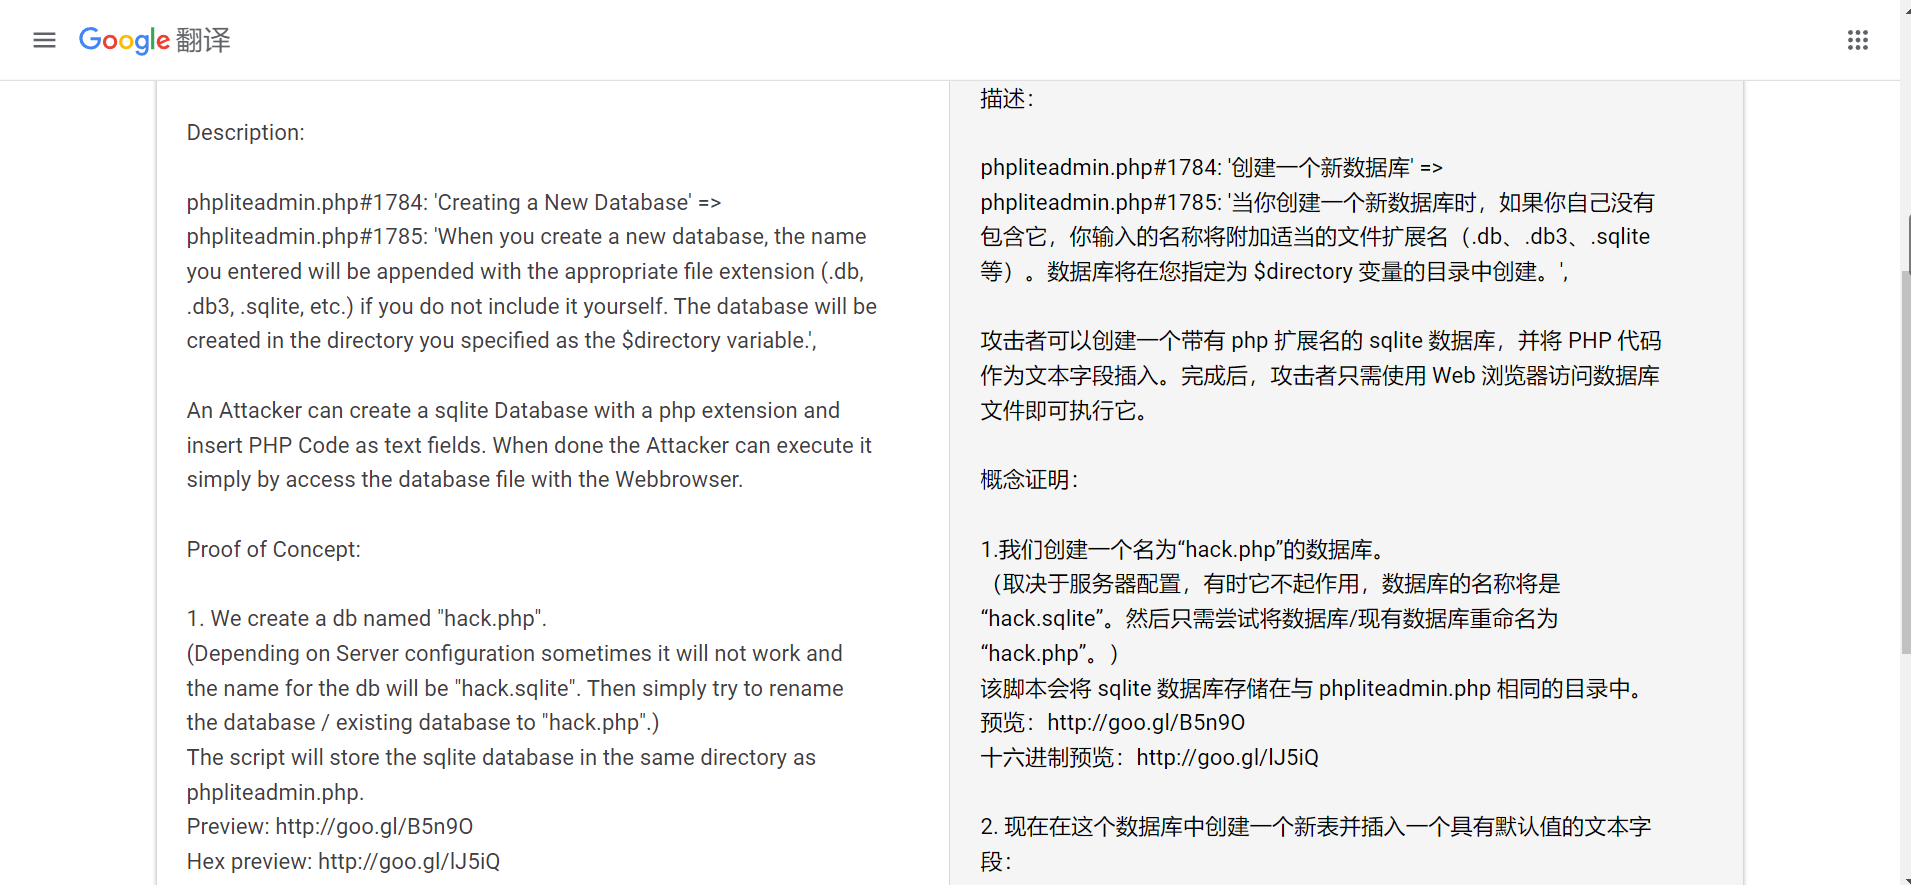 Google 翻译
Description:
phpliteadmin.php#1784: 'Creating a New Database' =>
phpliteadmin.php#1785: 'When you create a new database, the name
you entered will be appended with the appropriate file extension (.db,
.db3, .sqlite, etc.) if you do not include it yourself. The database will be
created in the directory you specified as the $directory variable.',
An Attacker can create a sqlite Database with a php extension and
insert PHP Code as text fields. When done the Attacker can execute it
simply by access the database file with the Webbrowser.
Proof of Concept:
1. We create a db named "hack.php".
(Depending on Server configuration sometimes it will not work and
the name for the db will be "hack.sqlite". Then simply try to rename
the database / existing database to "hack.php".)
The script will store the sqlite database in the same directory as
phpliteadmin.php.
Preview: http://goo.gl/B5n9O
Hex preview: http://goo.gl/lJ5iQ
描述：
phpliteadmin.php#1784: '创建一个新数据库' =>
phpliteadmin.php#1785: '当你创建一个新数据库时，如果你自己没有
包含它，你输入的名称将附加适当的文件扩展名（.db、.db3、.sqlite
等）。数据库将在您指定为 $directory 变量的目录中创建。',
攻击者可以创建一个带有 php 扩展名的 sqlite 数据库，并将 PHP 代码
作为文本字段插入。完成后，攻击者只需使用 Web 浏览器访问数据库
文件即可执行它。
概念证明：
1.我们创建一个名为“hack.php”的数据库。
（取决于服务器配置，有时它不起作用，数据库的名称将是
“hack.sqlite”。然后只需尝试将数据库/现有数据库重命名为
“hack.php”。）
该脚本会将 sqlite 数据库存储在与 phpliteadmin.php 相同的目录中。
预览：http://goo.gl/B5n9O
十六进制预览：http://goo.gl/lJ5iQ
2. 现在在这个数据库中创建一个新表并插入一个具有默认值的文本字
段：